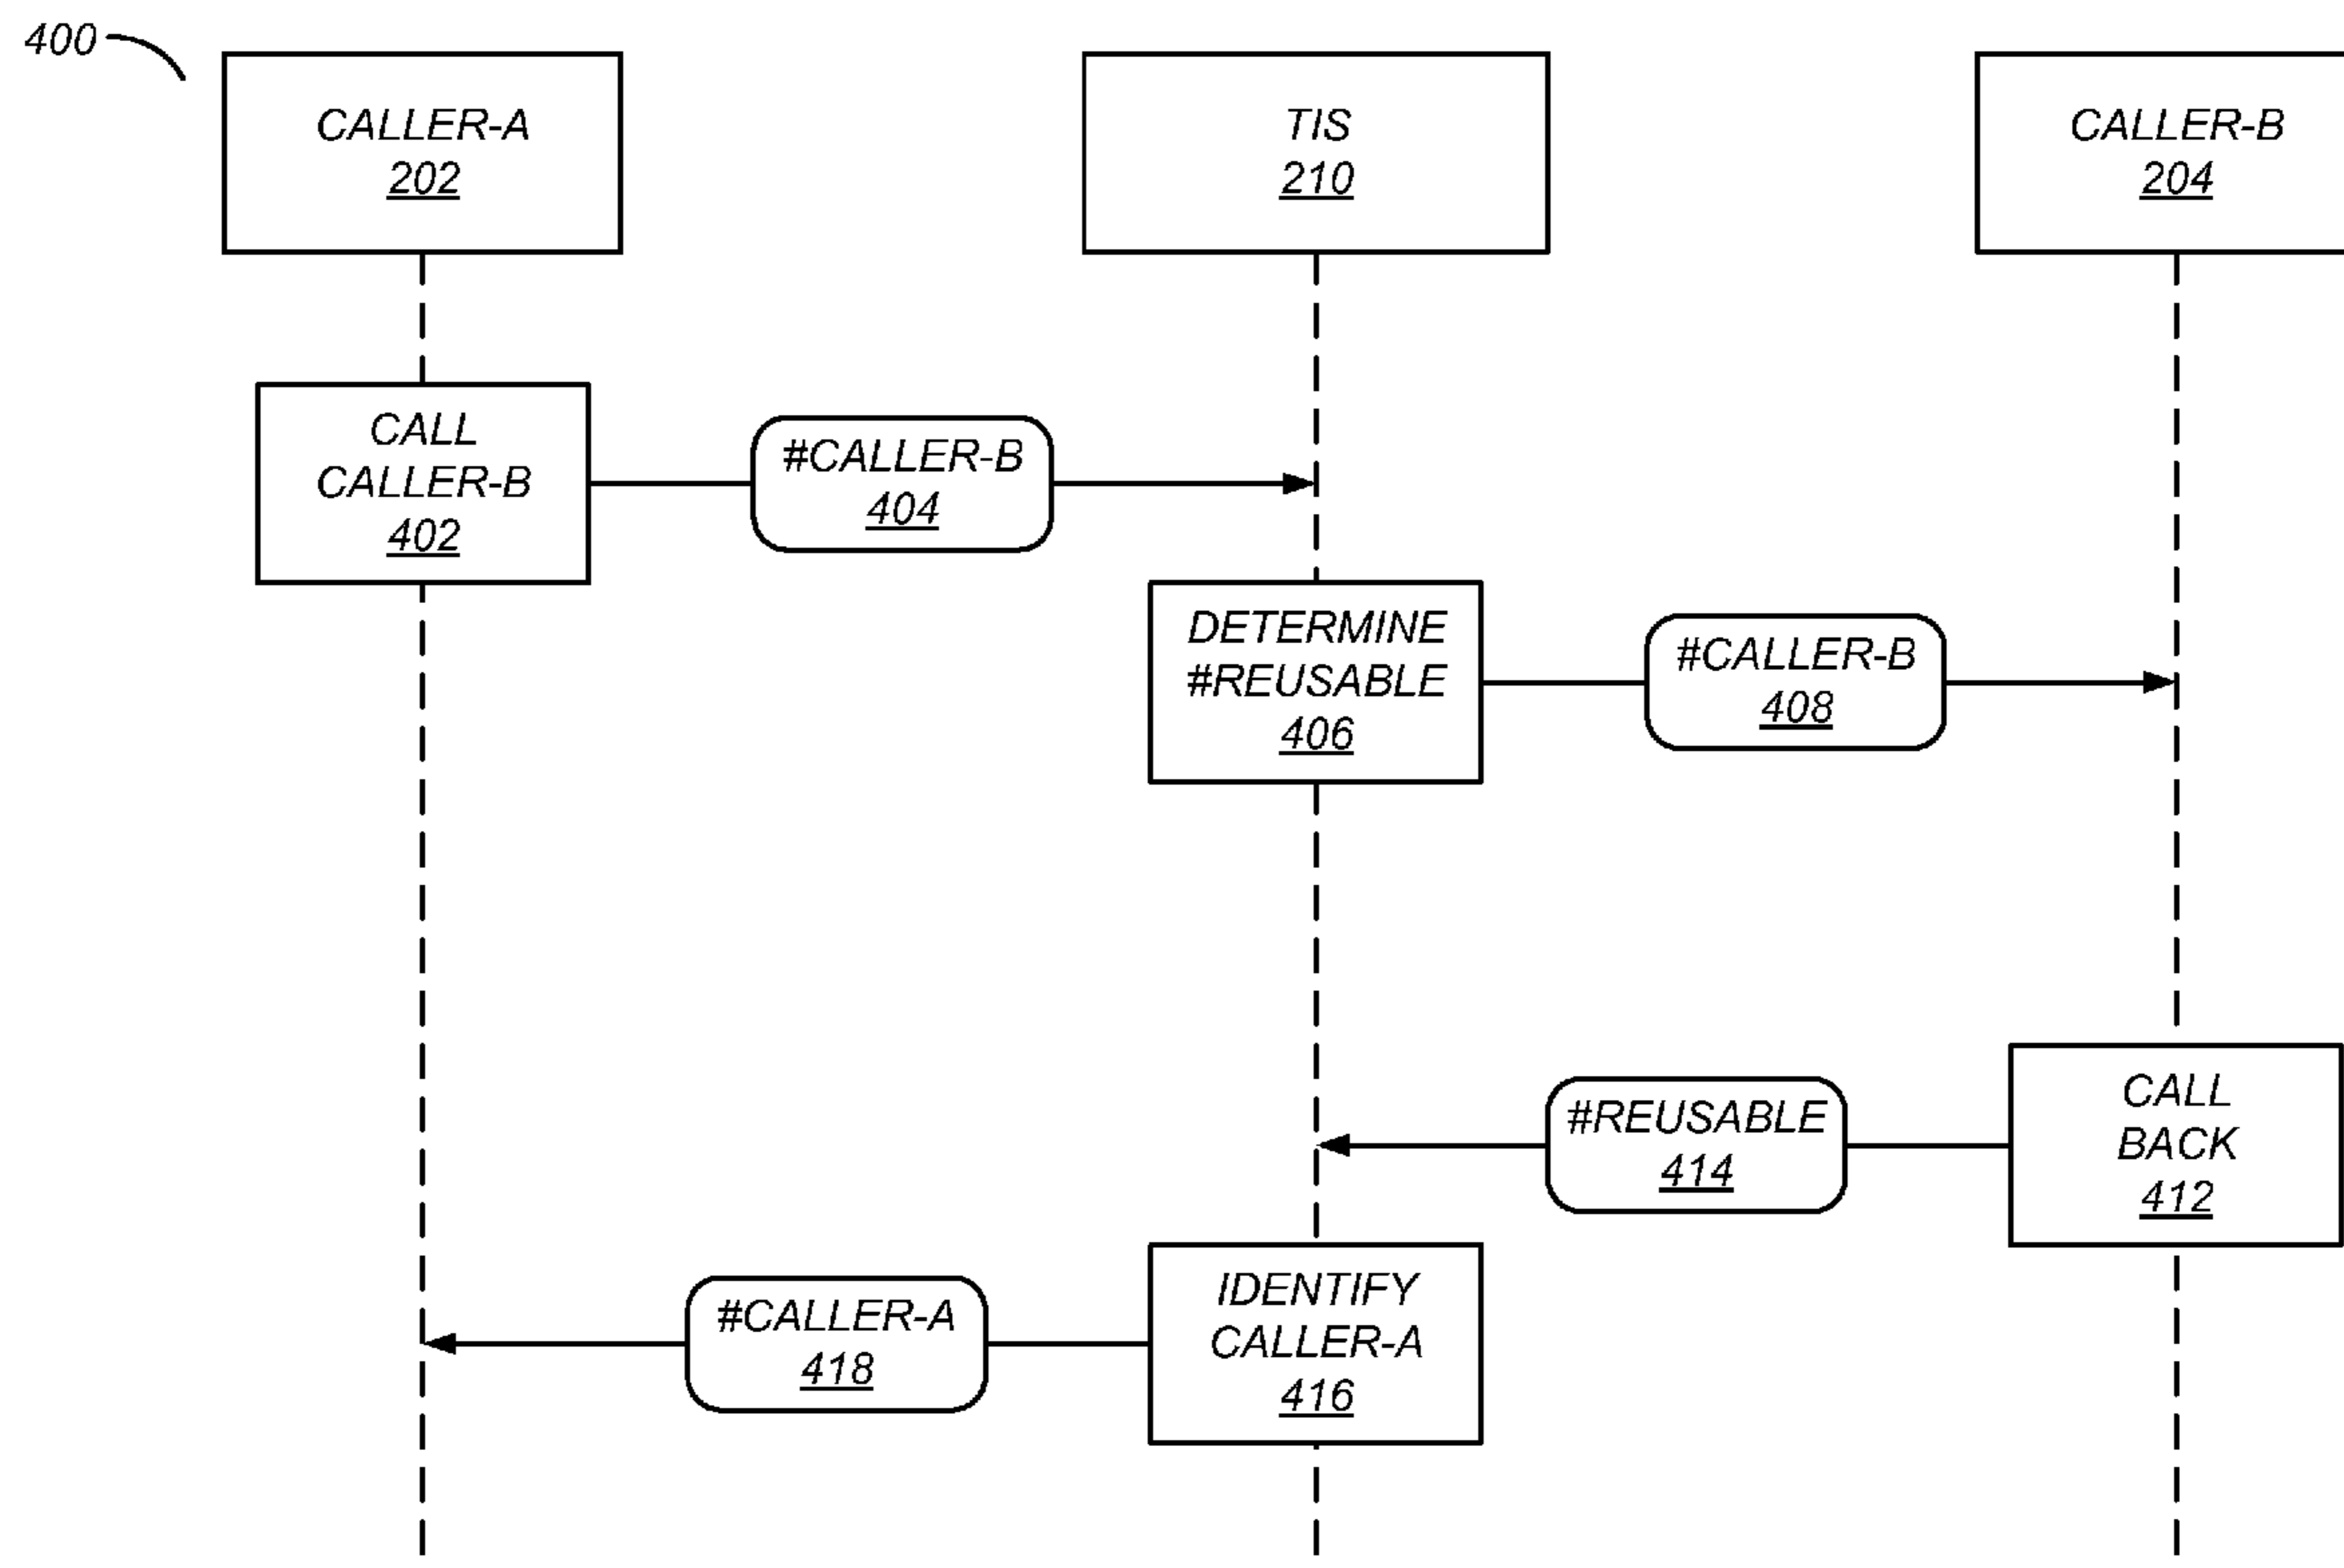 400
CALLER-A
202
TIS
210
CALLER-B
204
CALL
CALLER-B
402
#CALLER-B
404
DETERMINE
#REUSABLE
406
#CALLER-B
408
CALL
BACK
412
#REUSABLE
414
IDENTIFY
CALLER-A
416
#CALLER-A
418